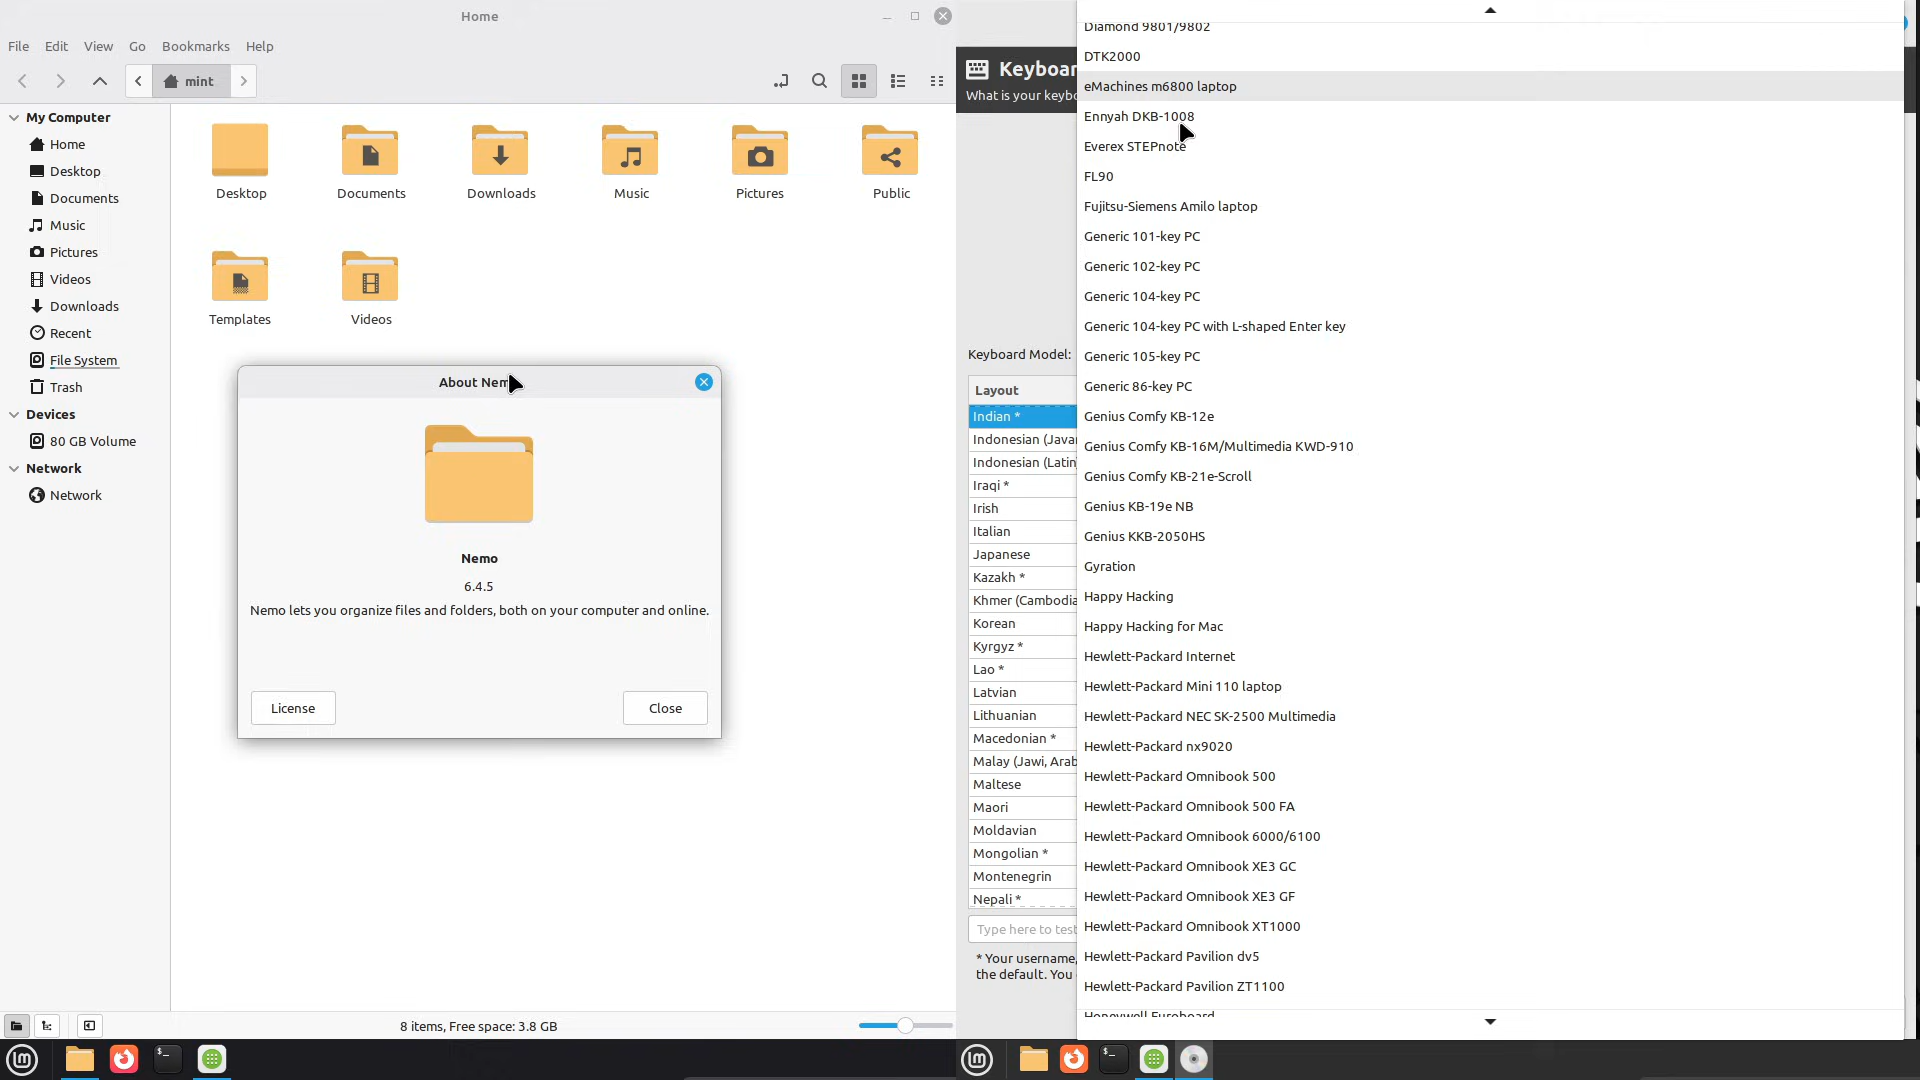 Home
File Edit View Go Bookmarks Help
mint
My Computer
Home
Desktop
Documents
Music
Pictures
Videos
Downloads
Recent
File System
Trash
Devices
80 GB Volume
Network
Network
Desktop
Documents
Downloads
Music
Pictures
Public
Templates
Videos
About Nem
Nemo
6.4.5
Nemo lets you organize files and folders, both on your computer and online.
License
Close
8 items, Free space: 3.8 GB
Keyboar
What is your keybo
Keyboard Model:
Layout
Indian *
Indonesian (Javan
Indonesian (Latin
Iraqi *
Irish
Italian
Japanese
Kazakh *
Khmer (Cambodia
Korean
Kyrgyz *
Lao *
Latvian
Lithuanian
Macedonian *
Malay (Jawi, Arab
Maltese
Maori
Moldavian
Mongolian *
Montenegrin
Nepali *
Type here to test
* Your username,
the default. You
Diamond 9801/9802
DTK2000
eMachines m6800 laptop
Ennyah DKB-1008
Everex STEPnote
FL90
Fujitsu-Siemens Amilo laptop
Generic 101-key PC
Generic 102-key PC
Generic 104-key PC
Generic 104-key PC with L-shaped Enter key
Generic 105-key PC
Generic 86-key PC
Genius Comfy KB-12e
Genius Comfy KB-16M/Multimedia KWD-910
Genius Comfy KB-21e-Scroll
Genius KB-19e NB
Genius KKB-2050HS
Gyration
Happy Hacking
Happy Hacking for Mac
Hewlett-Packard Internet
Hewlett-Packard Mini 110 laptop
Hewlett-Packard NEC SK-2500 Multimedia
Hewlett-Packard nx9020
Hewlett-Packard Omnibook 500
Hewlett-Packard Omnibook 500 FA
Hewlett-Packard Omnibook 6000/6100
Hewlett-Packard Omnibook XE3 GC
Hewlett-Packard Omnibook XE3 GF
Hewlett-Packard Omnibook XT1000
Hewlett-Packard Pavilion dv5
Hewlett-Packard Pavilion ZT1100
Honeywell Euroboard